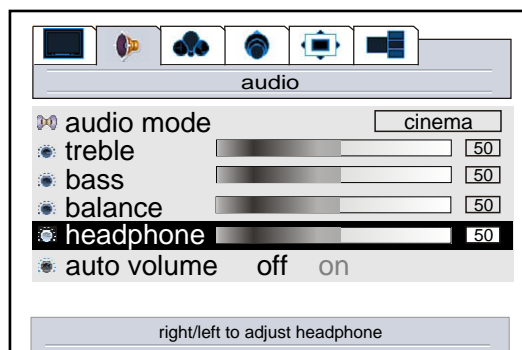 audio
audio mode cinema
treble 50
bass 50
balance 50
headphone 50
auto volume off on
right/left to adjust headphone